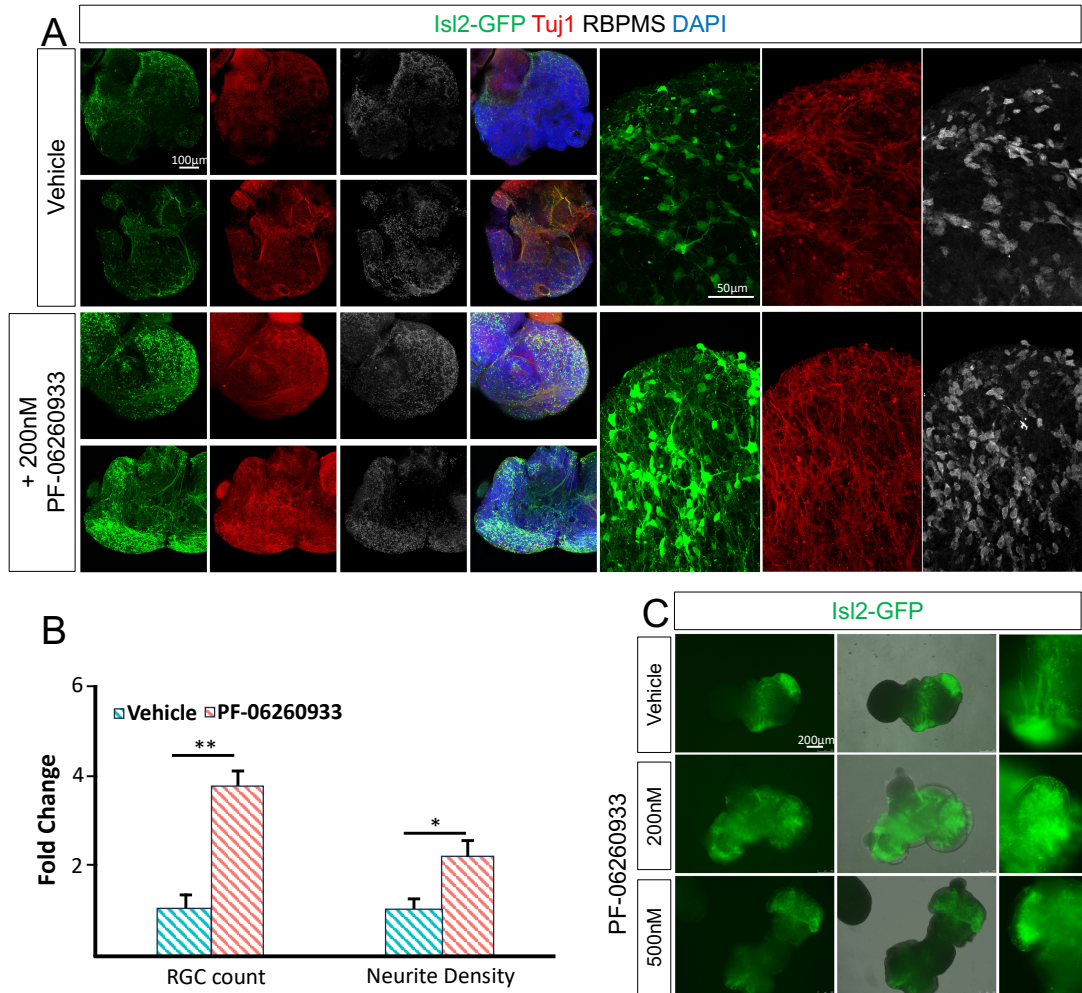 A
Isl2-GFP Tuj1 RBPMS DAPI
Vehicle
100μm
50μm
+ 200nM
PF-06260933
B
6
4
2
Fold Change
Vehicle PF-06260933
**
*
RGC count
Neurite Density
C
Isl2-GFP
Vehicle
200μm
PF-06260933
200nM
500nM